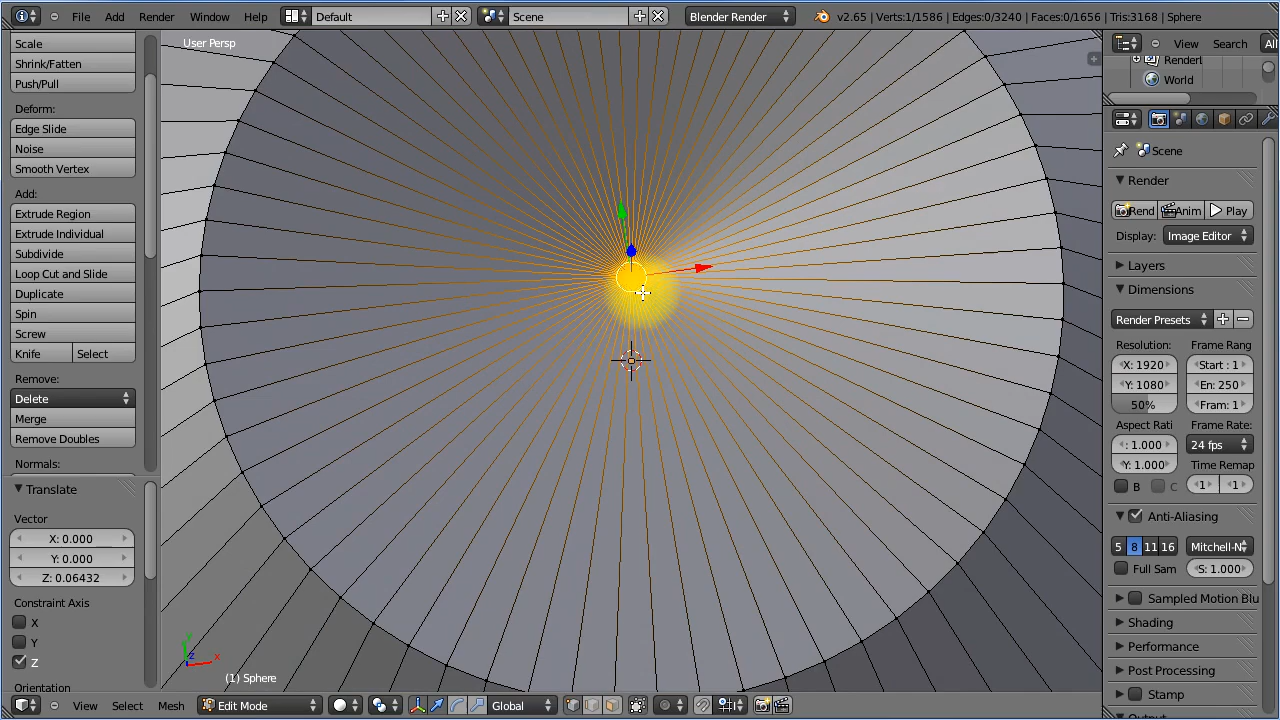 File Add Render Window Help Default Scene Blender Render v2.65 | Verts:1/1586 | Edges:0/3240 | Faces:0/1656 | Tris:3168 | Sphere
Scale
Shrink/Fatten
Push/Pull
Deform:
Edge Slide
Noise
Smooth Vertex
Add:
Extrude Region
Extrude Individual
Subdivide
Loop Cut and Slide
Duplicate
Spin
Screw
Knife Select
Remove:
Delete
Merge
Remove Doubles
Normals:
Translate
Vector
X: 0.000
Y: 0.000
Z: 0.06432
Constraint Axis
X
Y
Z
Orientation
User Persp
(1) Sphere
View Select Mesh Edit Mode Global
View Search All
RenderL
World
Scene
Render
Rend Anim Play
Display: Image Editor
Layers
Dimensions
Render Presets
Resolution: Frame Rang
X: 1920 Start : 1
Y: 1080 En: 250
50% Fram: 1
Aspect Rati Frame Rate:
: 1.000 24 fps
Y: 1.000 Time Remap
B C 1 1
Anti-Aliasing
5 8 11 16 Mitchell-N
Full Sam S: 1.000
Sampled Motion Blu
Shading
Performance
Post Processing
Stamp